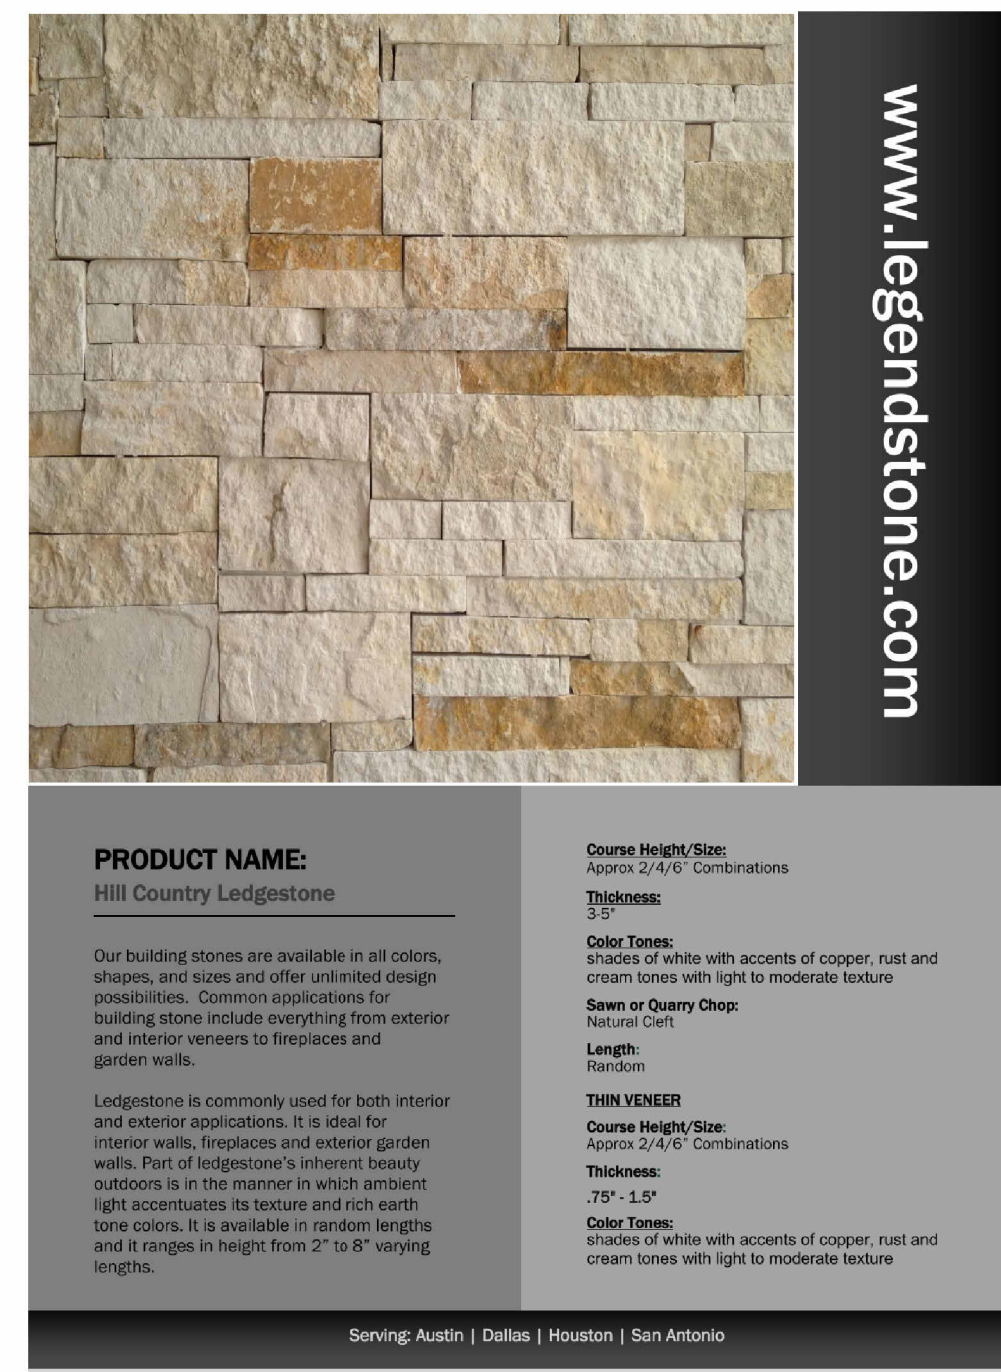 www.legendstone.com
PRODUCT NAME:
Hill Country Ledgestone
Our building stones are available in all colors,
shapes, and sizes and offer unlimited design
possibilities.  Common applications for
building stone include everything from exterior
and interior veneers to fireplaces and
garden walls.
Ledgestone is commonly used for both interior
and exterior applications. It is ideal for
interior walls, fireplaces and exterior garden
walls. Part of ledgestone's inherent beauty
outdoors is in the manner in which ambient
light accentuates its texture and rich earth
tone colors. It is available in random lengths
and it ranges in height from 2" to 8" varying
lengths.
Course Height/Size:
Approx 2/4/6" Combinations
Thickness:
3-5"
Color Tones:
shades of white with accents of copper, rust and
cream tones with light to moderate texture
Sawn or Quarry Chop:
Natural Cleft
Length:
Random
THIN VENEER
Course Height/Size:
Approx 2/4/6" Combinations
Thickness:
.75" - 1.5"
Color Tones:
shades of white with accents of copper, rust and
cream tones with light to moderate texture
Serving: Austin | Dallas | Houston | San Antonio